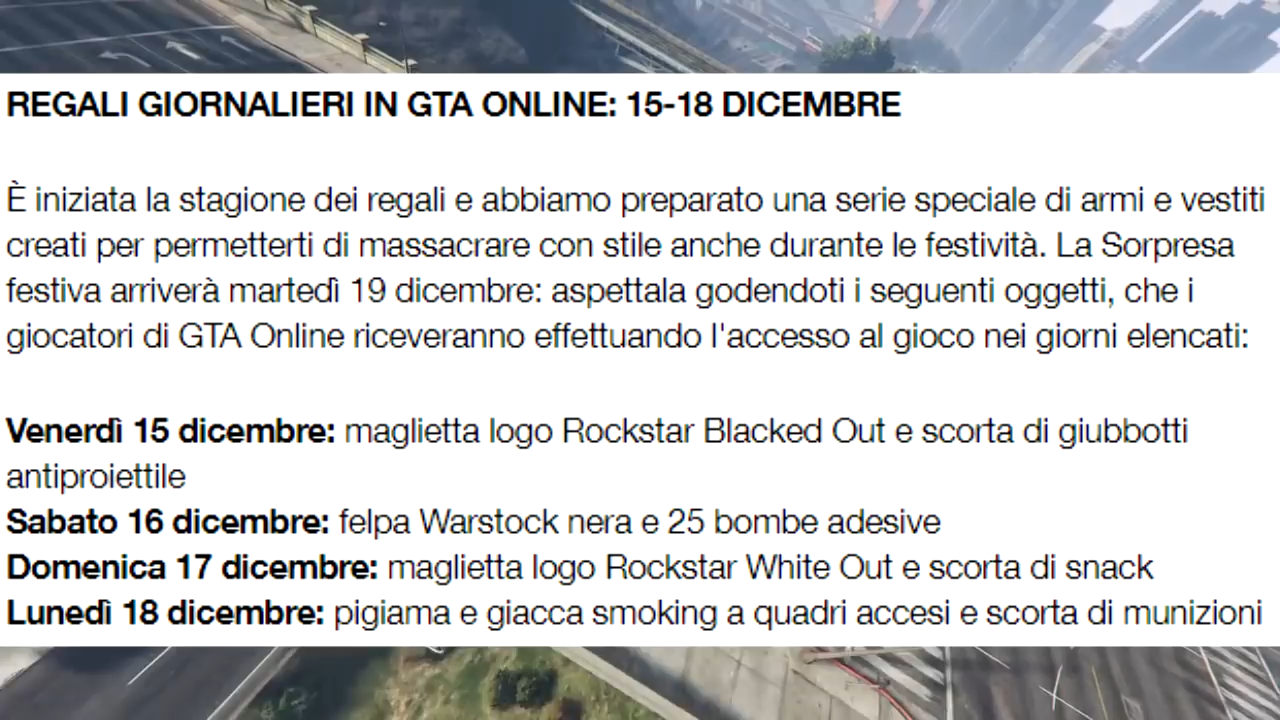 REGALI GIORNALIERI IN GTA ONLINE: 15-18 DICEMBRE
È iniziata la stagione dei regali e abbiamo preparato una serie speciale di armi e vestiti
creati per permetterti di massacrare con stile anche durante le festività. La Sorpresa
festiva arriverà martedì 19 dicembre: aspettala godendoti i seguenti oggetti, che i
giocatori di GTA Online riceveranno effettuando l'accesso al gioco nei giorni elencati:
Venerdì 15 dicembre: maglietta logo Rockstar Blacked Out e scorta di giubbotti
antiproiettile
Sabato 16 dicembre: felpa Warstock nera e 25 bombe adesive
Domenica 17 dicembre: maglietta logo Rockstar White Out e scorta di snack
Lunedì 18 dicembre: pigiama e giacca smoking a quadri accesi e scorta di munizioni